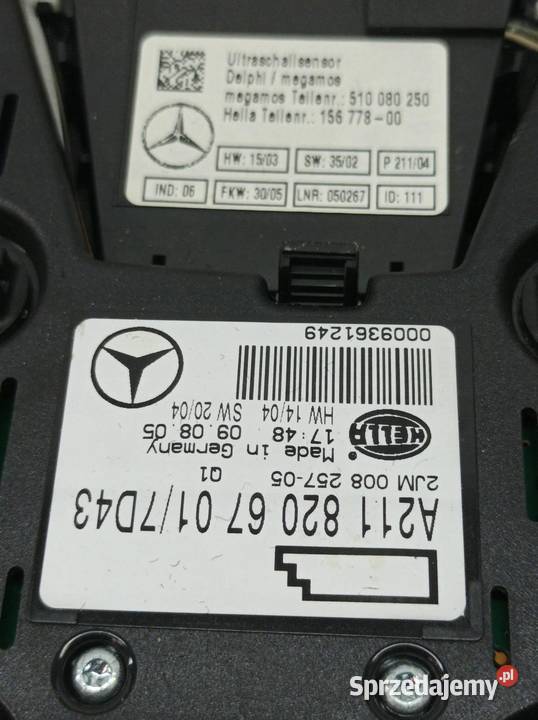 Ultraschallsensor
Delphi / megamos
megamos Teilenr.: 510 080 250
Hella Teilenr.: 156 778-00
HW: 15/03 SW: 35/02 P 211/04
IND: 06 FKW: 30/05 LNR: 050267 ID: 111
A211 820 67 01/7D43
2JM 008 257-05 Q1
HELLA
Made in Germany
17:48 09.08.05
HW 14/04 SW 20/04
0009361249
Sprzedajemy.pl